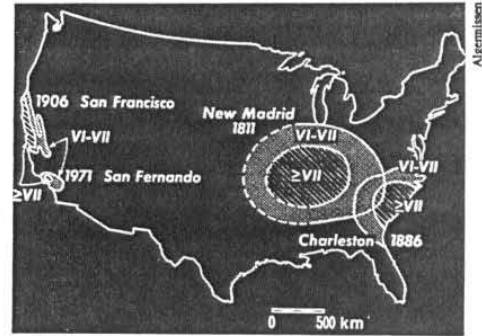 Algermissen
1906 San Francisco
New Madrid
1811
VI-VII
VI-VII
VI-VII
≥VII
1971 San Fernando
≥VII
≥VII
Charleston 1886
0 500 km